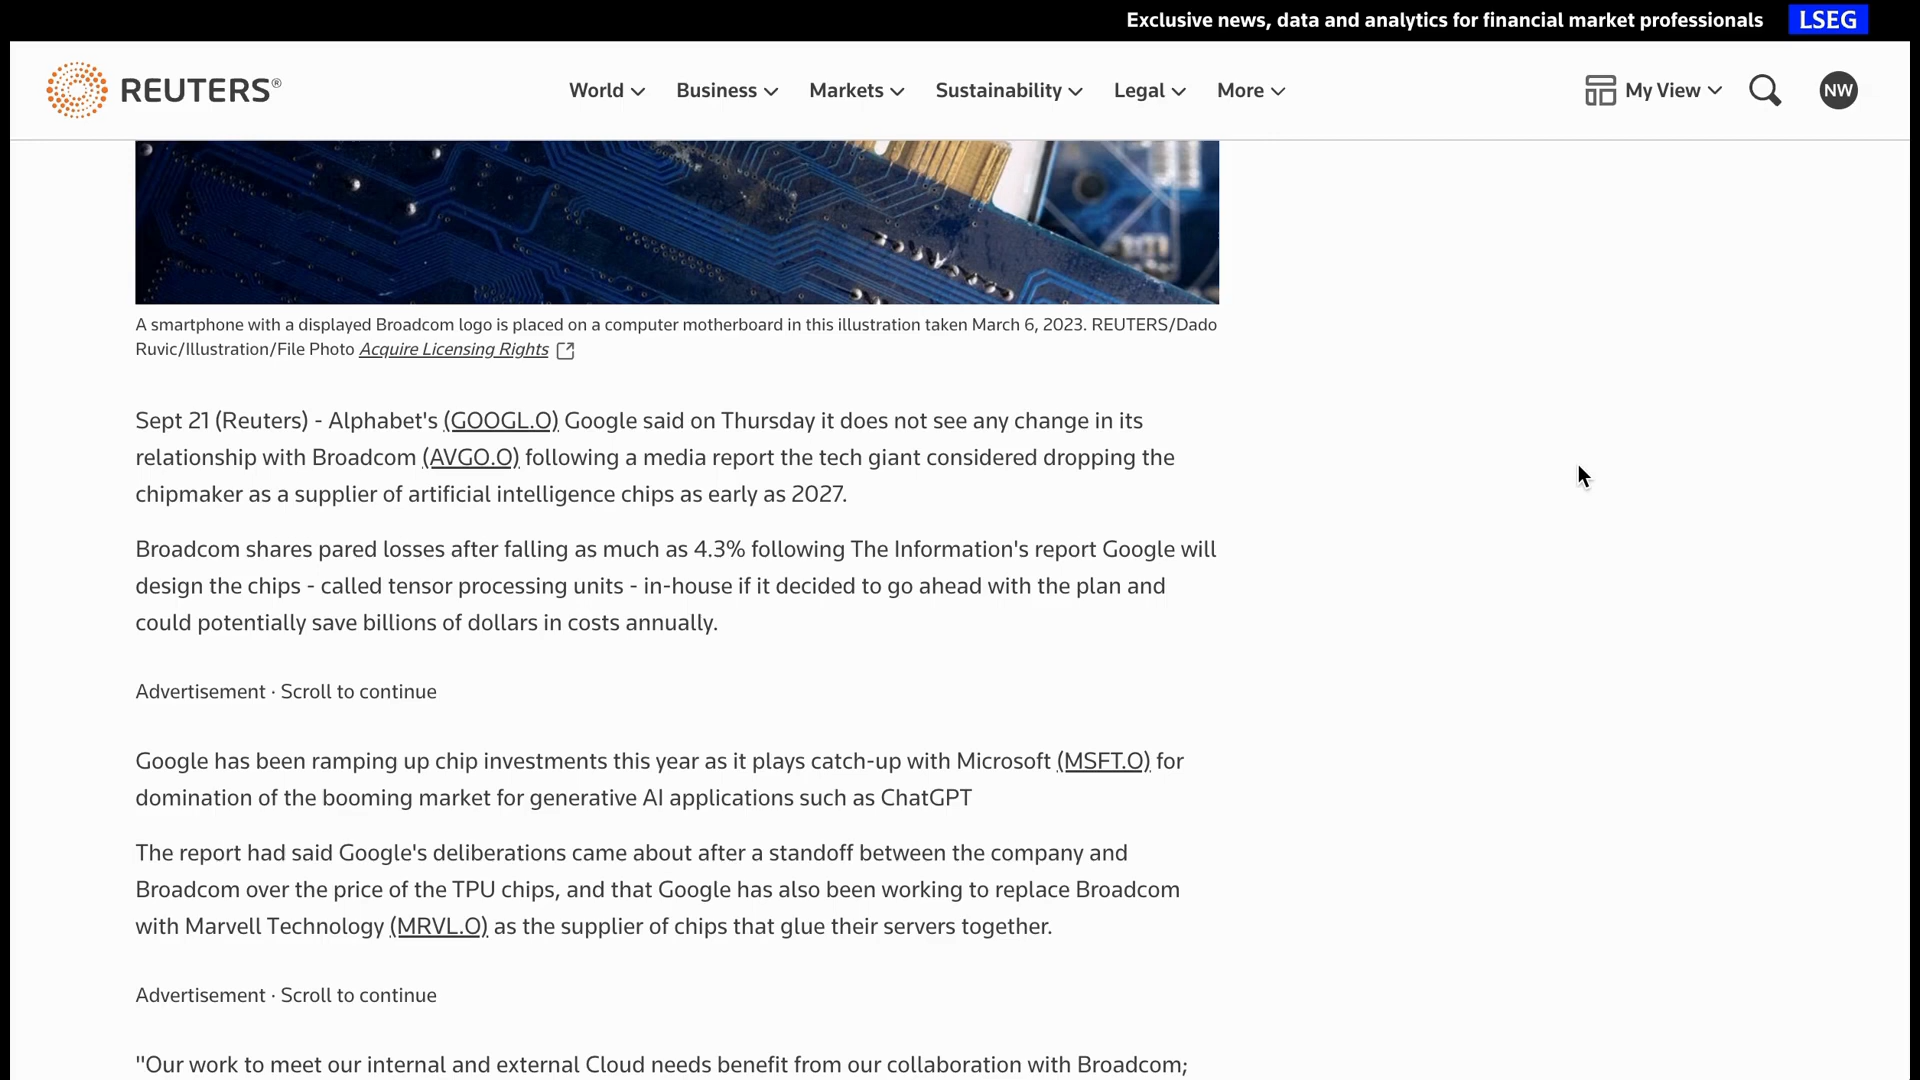 Exclusive news, data and analytics for financial market professionals LSEG
REUTERS® World Business Markets Sustainability Legal More My View NW
A smartphone with a displayed Broadcom logo is placed on a computer motherboard in this illustration taken March 6, 2023. REUTERS/Dado
Ruvic/Illustration/File Photo Acquire Licensing Rights
Sept 21 (Reuters) - Alphabet's (GOOGL.O) Google said on Thursday it does not see any change in its
relationship with Broadcom (AVGO.O) following a media report the tech giant considered dropping the
chipmaker as a supplier of artificial intelligence chips as early as 2027.
Broadcom shares pared losses after falling as much as 4.3% following The Information's report Google will
design the chips - called tensor processing units - in-house if it decided to go ahead with the plan and
could potentially save billions of dollars in costs annually.
Advertisement · Scroll to continue
Google has been ramping up chip investments this year as it plays catch-up with Microsoft (MSFT.O) for
domination of the booming market for generative AI applications such as ChatGPT
The report had said Google's deliberations came about after a standoff between the company and
Broadcom over the price of the TPU chips, and that Google has also been working to replace Broadcom
with Marvell Technology (MRVL.O) as the supplier of chips that glue their servers together.
Advertisement · Scroll to continue
"Our work to meet our internal and external Cloud needs benefit from our collaboration with Broadcom;